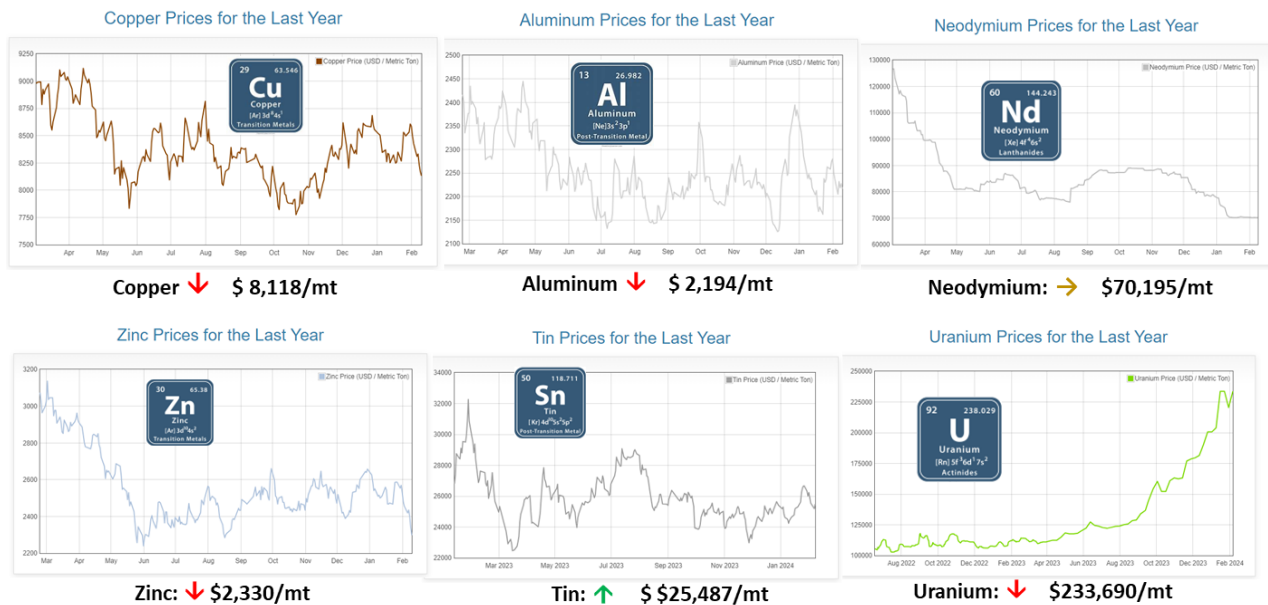 Copper Prices for the Last Year
9250
9000
8750
8500
8250
8000
7750
7500
Copper Price (USD / Metric Ton)
29 63.546
Cu
Copper
[Ar] 3d¹⁰4s¹
Transition Metals
Apr May Jun Jul Aug Sep Oct Nov Dec Jan Feb
Copper ↓ $ 8,118/mt
Aluminum Prices for the Last Year
2500
2450
2400
2350
2300
2250
2200
2150
2100
Aluminum Price (USD / Metric Ton)
13 26.982
Al
Aluminum
[Ne]3s²3p¹
Post-Transition Metal
Mar Apr May Jun Jul Aug Sep Oct Nov Dec Jan Feb
Aluminum ↓ $ 2,194/mt
Neodymium Prices for the Last Year
130000
120000
110000
100000
90000
80000
70000
60000
Neodymium Price (USD / Metric Ton)
60 144.243
Nd
Neodymium
[Xe] 4f⁴6s²
Lanthanides
Apr May Jun Jul Aug Sep Oct Nov Dec Jan Feb
Neodymium: → $70,195/mt
Zinc Prices for the Last Year
3200
3000
2800
2600
2400
2200
Zinc Price (USD / Metric Ton)
30 65.38
Zn
Zinc
[Ar] 3d¹⁰4s²
Transition Metals
Mar Apr May Jun Jul Aug Sep Oct Nov Dec Jan Feb
Zinc: ↓ $2,330/mt
Tin Prices for the Last Year
34000
32000
30000
28000
26000
24000
22000
Tin Price (USD / Metric Ton)
50 118.711
Sn
Tin
[Kr] 4d¹⁰5s²5p²
Post-Transition Metal
Mar 2023 May 2023 Jul 2023 Sep 2023 Nov 2023 Jan 2024
Tin: ↑ $ $25,487/mt
Uranium Prices for the Last Year
250000
225000
200000
175000
150000
125000
100000
Uranium Price (USD / Metric Ton)
92 238.029
U
Uranium
[Rn] 5f³6d¹7s²
Actinides
Aug 2022 Oct 2022 Dec 2022 Feb 2023 Apr 2023 Jun 2023 Aug 2023 Oct 2023 Dec 2023 Feb 2024
Uranium: ↓ $233,690/mt